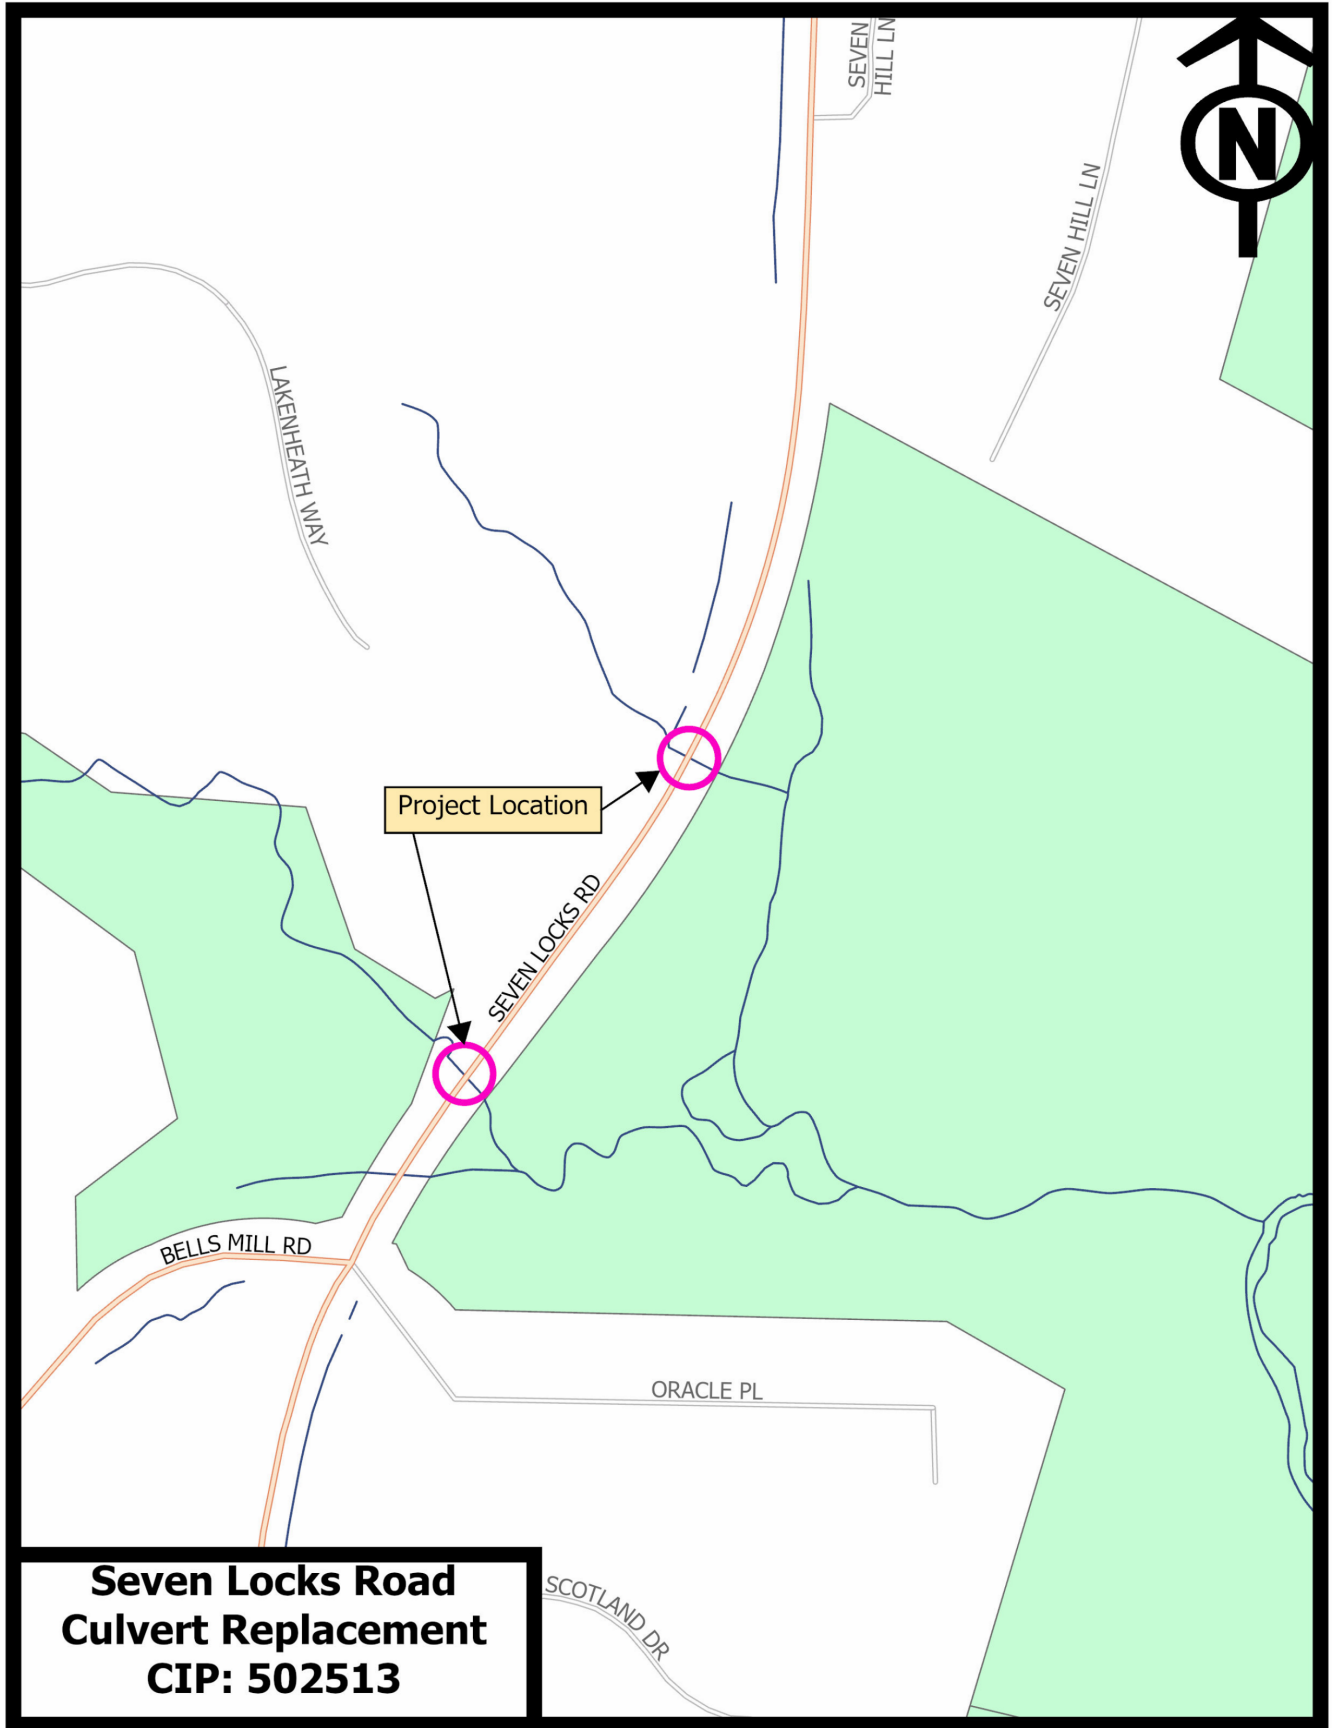 SEVEN
HILL LN
N
SEVEN HILL LN
LAKENHEATH WAY
Project Location
SEVEN LOCKS RD
BELLS MILL RD
ORACLE PL
SCOTLAND DR
Seven Locks Road
Culvert Replacement
CIP: 502513